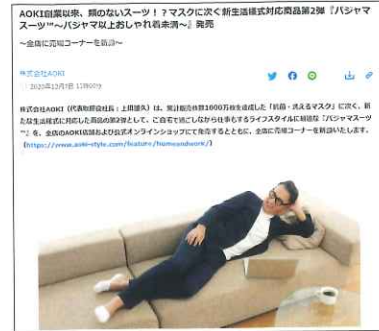 AOKI創業以来、類のないスーツ！？マスクに次ぐ新生活様式対応商品第2弾『パジャマ
スーツ™～パジャマ以上おしゃれ着未満～』発売
～全店に売場コーナーを新設～
株式会社AOKI
2020年12月7日 11時00分
株式会社AOKI（代表取締役社長：上田雄久）は、累計販売枚数1000万枚を達成した「抗菌・洗えるマスク」に次ぐ、新
たな生活様式に対応した商品の第2弾として、ご自宅で過ごしながら仕事もするライフスタイルに最適な『パジャマスーツ
™』を、全店のAOKI店舗および公式オンラインショップにて発売するとともに、全店に売場コーナーを新設いたします。
（https://www.aoki-style.com/feature/homeandwork/）